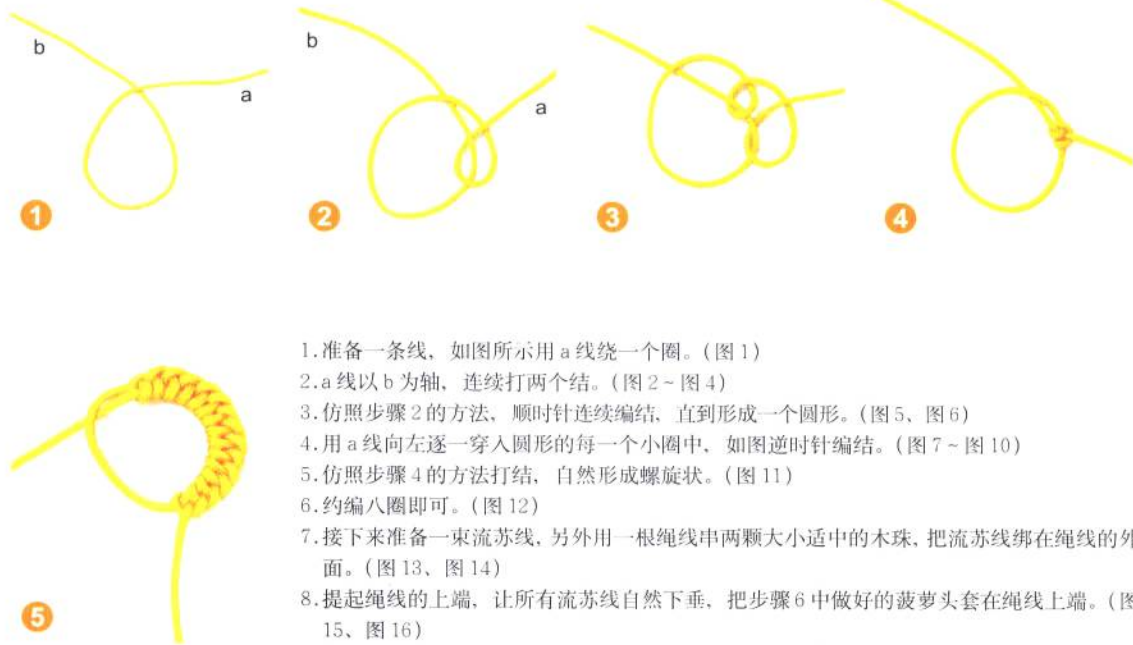 b
a
1
b
a
2
3
4
5
1.准备一条线，如图所示用a线绕一个圈。(图1)
2.a线以b为轴，连续打两个结。(图2~图4)
3.仿照步骤2的方法，顺时针连续编结，直到形成一个圆形。(图5、图6)
4.用a线向左逐一穿入圆形的每一个小圈中，如图逆时针编结。(图7~图10)
5.仿照步骤4的方法打结，自然形成螺旋状。(图11)
6.约编八圈即可。(图12)
7.接下来准备一束流苏线，另外用一根绳线串两颗大小适中的木珠，把流苏线绑在绳线的外
面。(图13、图14)
8.提起绳线的上端，让所有流苏线自然下垂，把步骤6中做好的菠萝头套在绳线上端。(图
15、图16)